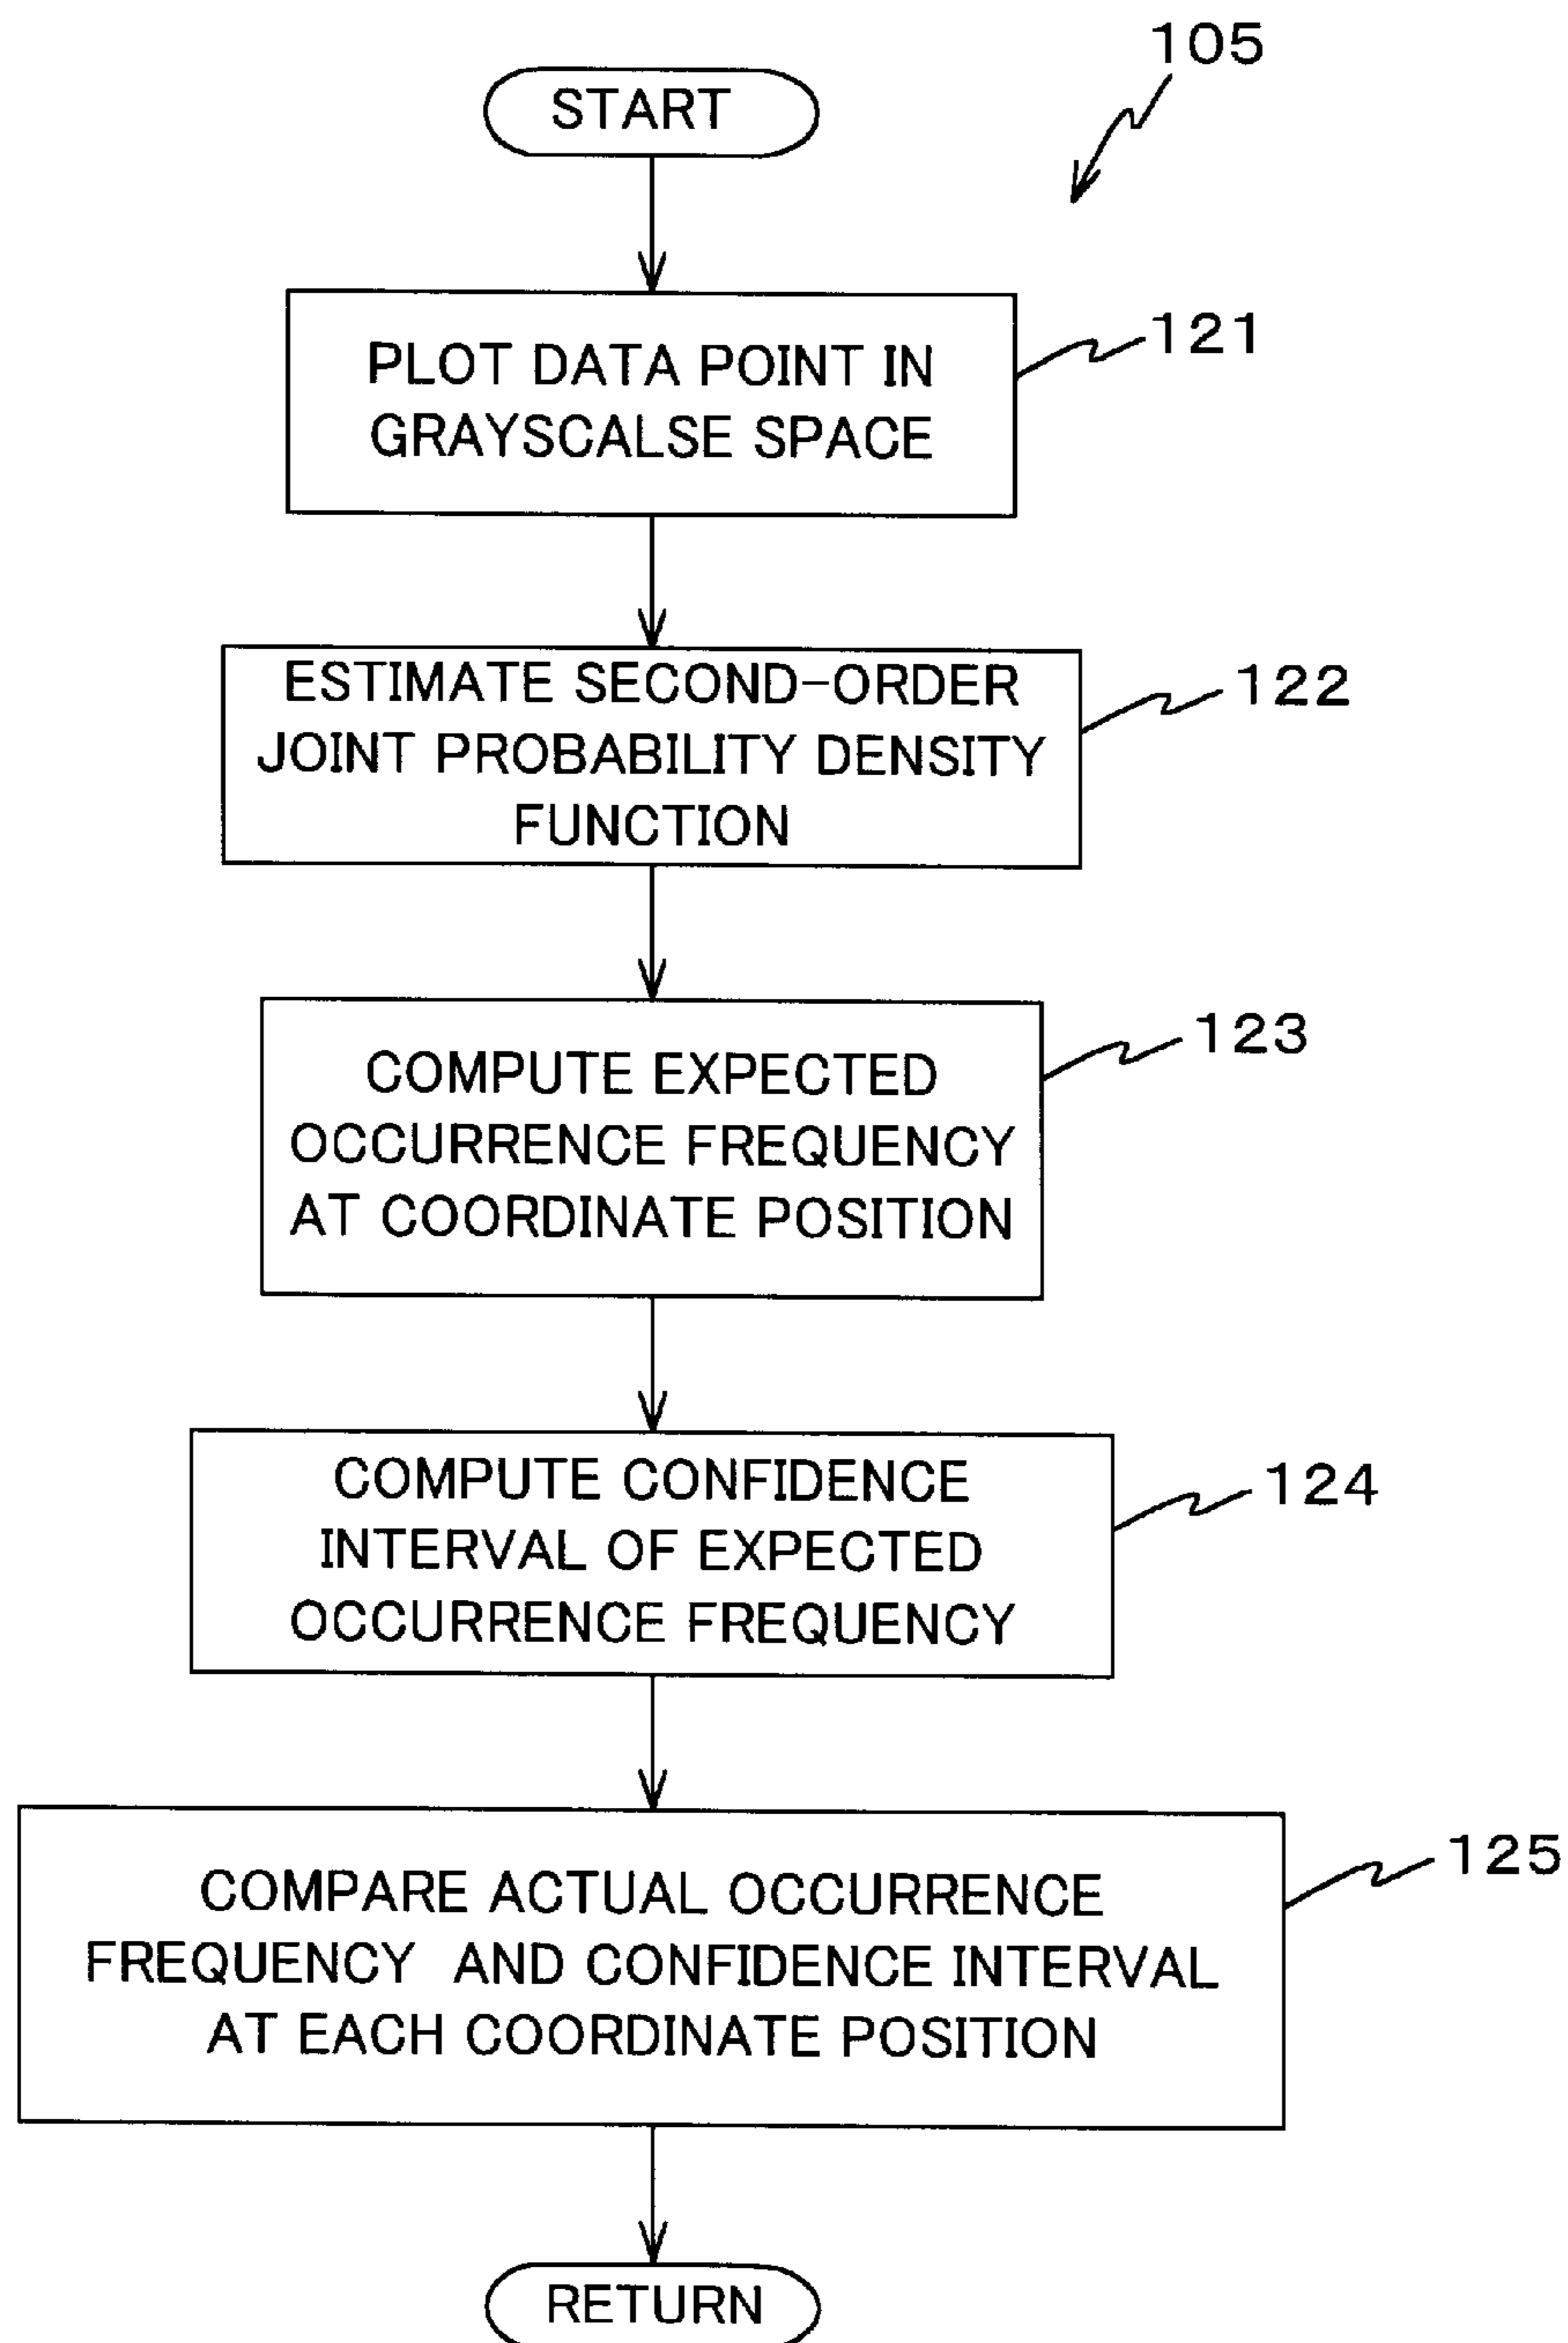 105
START
PLOT DATA POINT IN
GRAYSCALSE SPACE
121
ESTIMATE SECOND-ORDER
JOINT PROBABILITY DENSITY
FUNCTION
122
COMPUTE EXPECTED
OCCURRENCE FREQUENCY
AT COORDINATE POSITION
123
COMPUTE CONFIDENCE
INTERVAL OF EXPECTED
OCCURRENCE FREQUENCY
124
COMPARE ACTUAL OCCURRENCE
FREQUENCY AND CONFIDENCE INTERVAL
AT EACH COORDINATE POSITION
125
RETURN